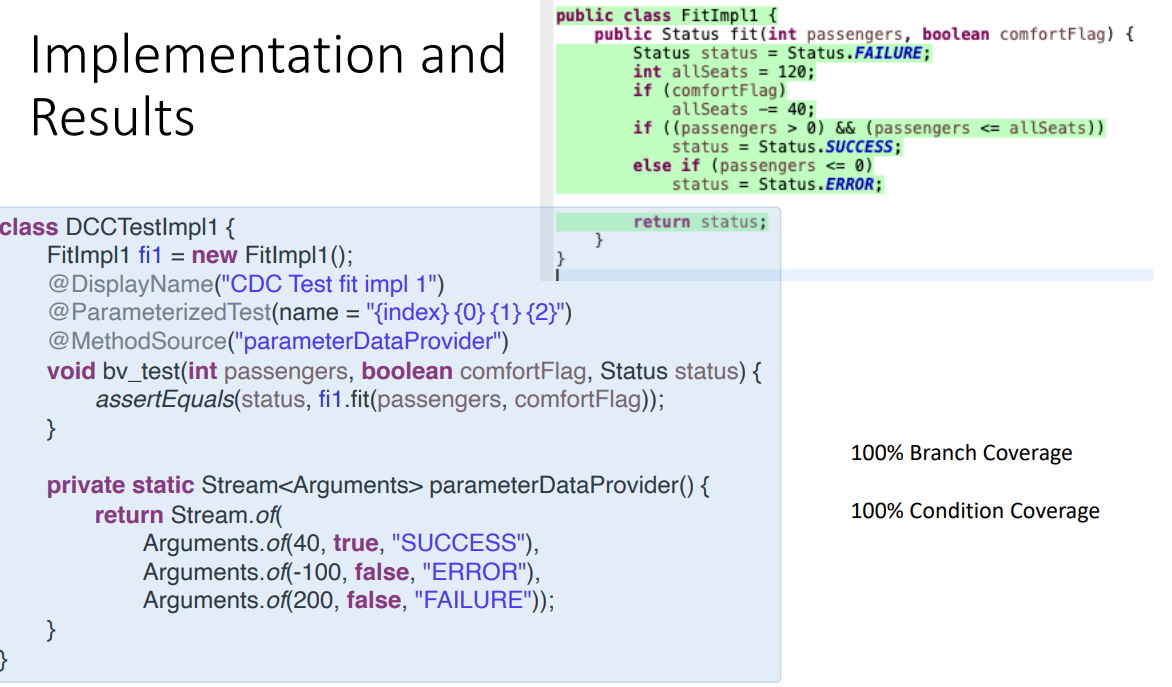 Implementation and
Results
public class FitImpl1 {
public Status fit(int passengers, boolean comfortFlag) {
Status status = Status.FAILURE;
int allSeats = 120;
if (comfortFlag)
allSeats -= 40;
if ((passengers > 0) && (passengers <= allSeats))
status = Status.SUCCESS;
else if (passengers <= 0)
status = Status.ERROR;
return status;
}
}
class DCCTestImpl1 {
FitImpl1 fi1 = new FitImpl1();
@DisplayName("CDC Test fit impl 1")
@ParameterizedTest(name = "{index} {0} {1} {2}")
@MethodSource("parameterDataProvider")
void bv_test(int passengers, boolean comfortFlag, Status status) {
assertEquals(status, fi1.fit(passengers, comfortFlag));
}
private static Stream<Arguments> parameterDataProvider() {
return Stream.of(
Arguments.of(40, true, "SUCCESS"),
Arguments.of(-100, false, "ERROR"),
Arguments.of(200, false, "FAILURE"));
}
}
100% Branch Coverage
100% Condition Coverage